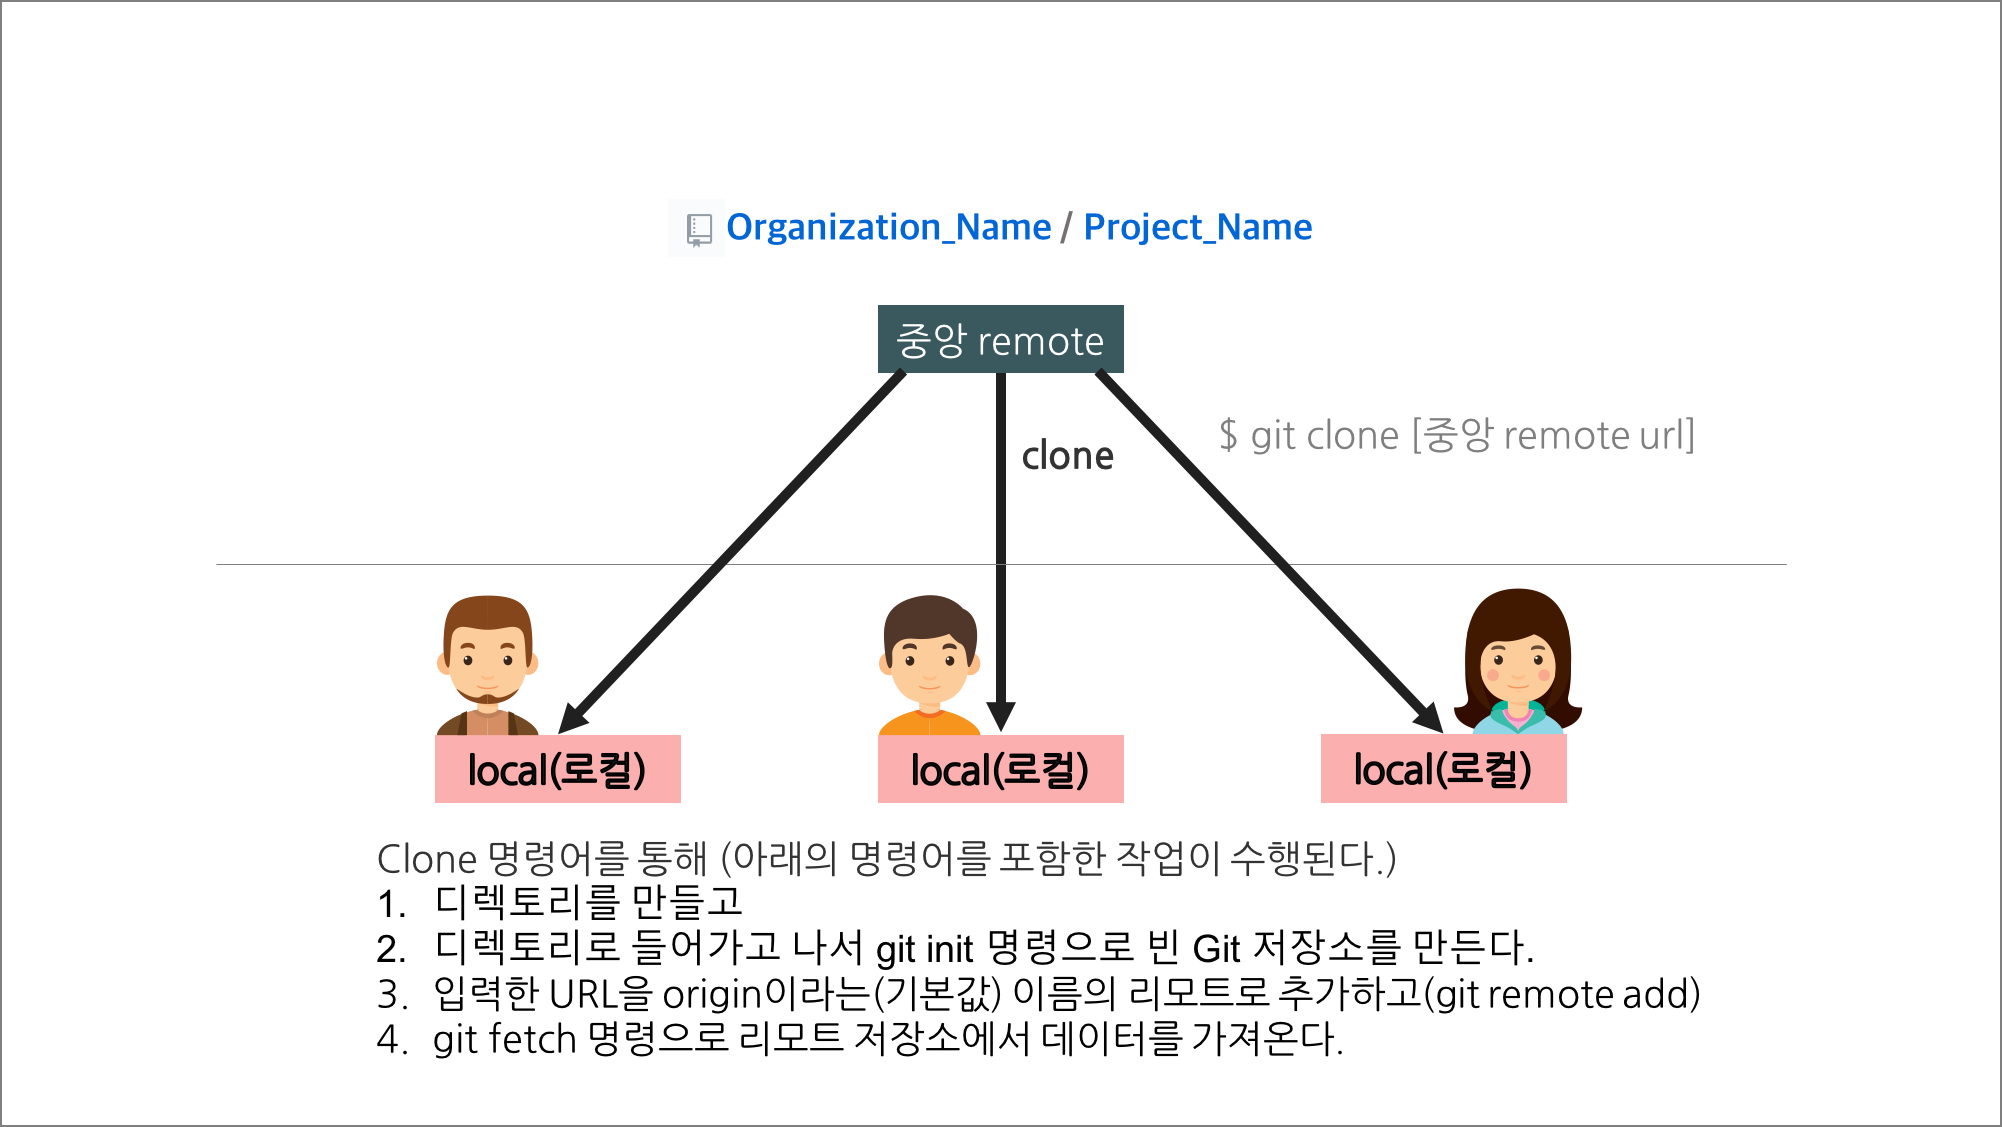 Organization_Name / Project_Name
중앙 remote
$ git clone [중앙 remote url]
clone
local(로컬)
local(로컬)
local(로컬)
Clone 명령어를 통해 (아래의 명령어를 포함한 작업이 수행된다.)
1. 디렉토리를 만들고
2. 디렉토리로 들어가고 나서 git init 명령으로 빈 Git 저장소를 만든다.
3. 입력한 URL을 origin이라는(기본값) 이름의 리모트로 추가하고(git remote add)
4. git fetch 명령으로 리모트 저장소에서 데이터를 가져온다.